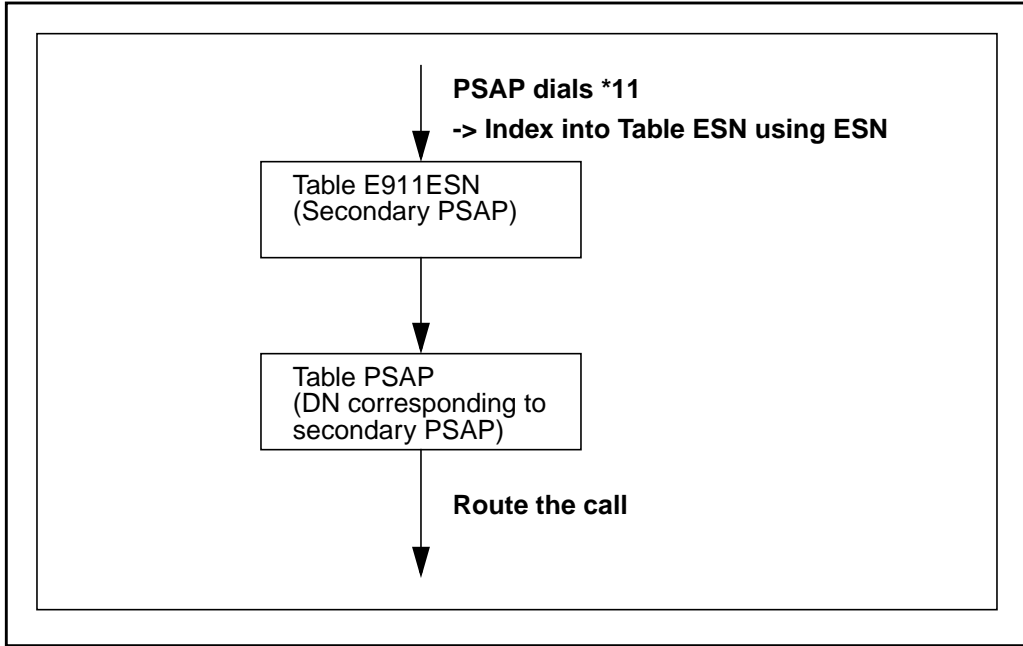 PSAP dials *11
-> Index into Table ESN using ESN
Table E911ESN
(Secondary PSAP)
Table PSAP
(DN corresponding to
secondary PSAP)
Route the call